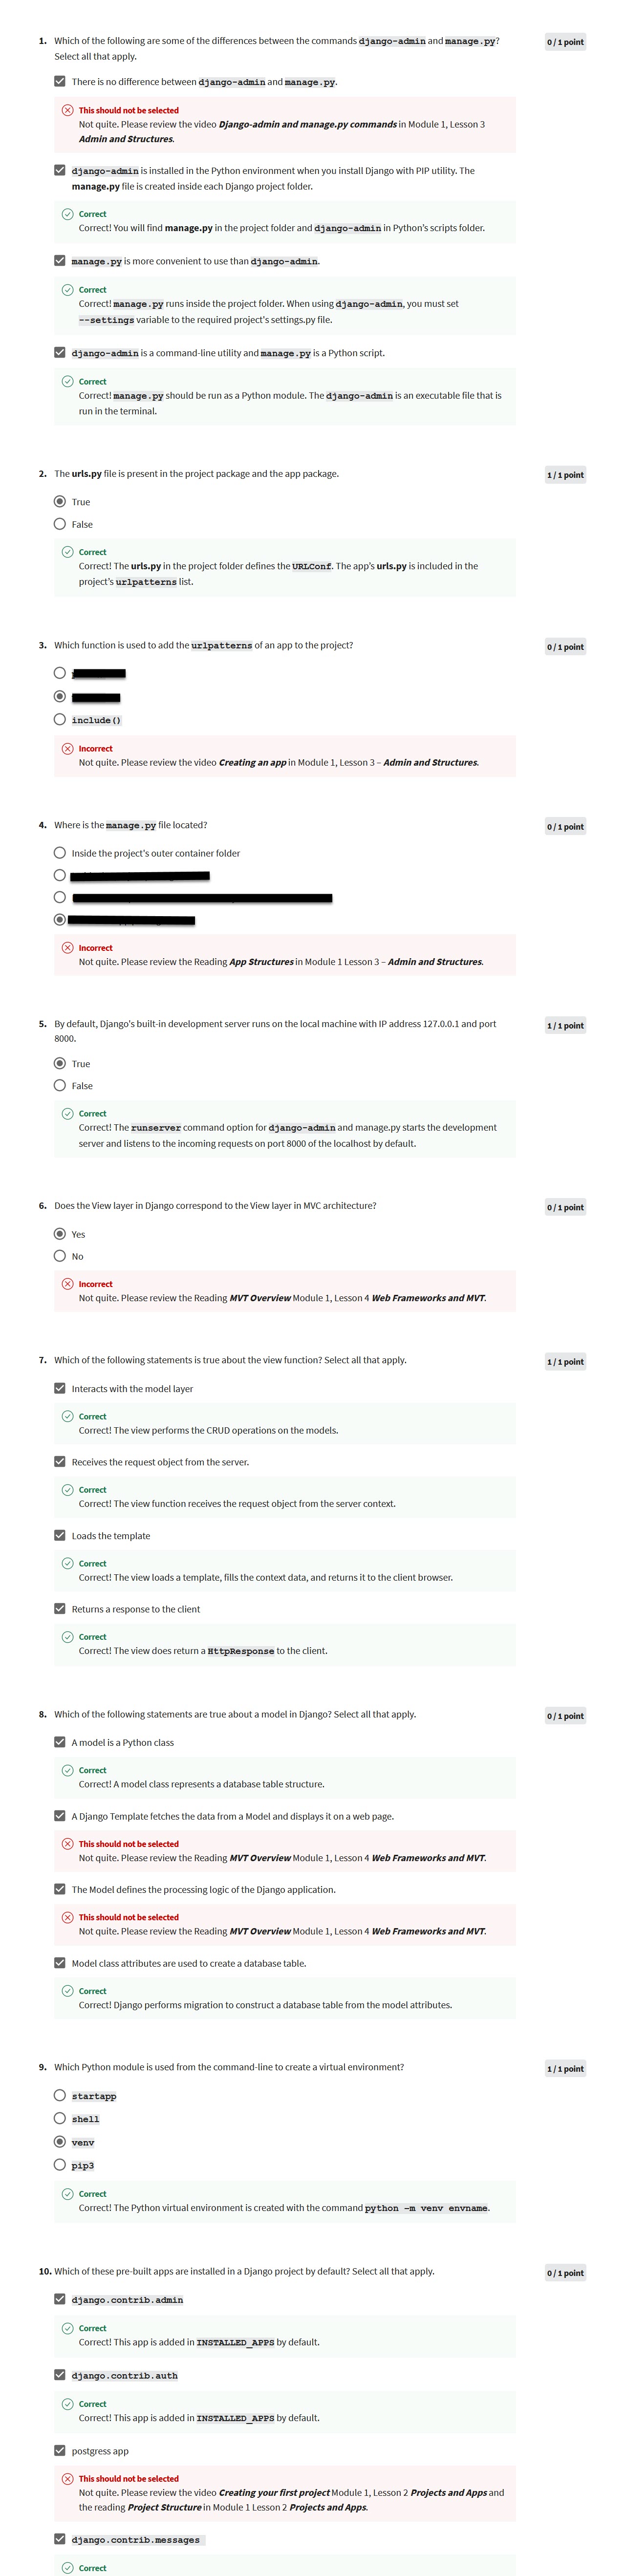 1. Which of the following are some of the differences between the commands django-admin and manage.py? 0 / 1 point
Select all that apply.
There is no difference between django-admin and manage.py.
This should not be selected
Not quite. Please review the video Django-admin and manage.py commands in Module 1, Lesson 3
Admin and Structures.
django-admin is installed in the Python environment when you install Django with PIP utility. The
manage.py file is created inside each Django project folder.
Correct
Correct! You will find manage.py in the project folder and django-admin in Python's scripts folder.
manage.py is more convenient to use than django-admin.
Correct
Correct! manage.py runs inside the project folder. When using django-admin, you must set
--settings variable to the required project's settings.py file.
django-admin is a command-line utility and manage.py is a Python script.
Correct
Correct! manage.py should be run as a Python module. The django-admin is an executable file that is
run in the terminal.
2. The urls.py file is present in the project package and the app package. 1 / 1 point
True
False
Correct
Correct! The urls.py in the project folder defines the URLConf. The app's urls.py is included in the
project's urlpatterns list.
3. Which function is used to add the urlpatterns of an app to the project? 0 / 1 point
include()
Incorrect
Not quite. Please review the video Creating an app in Module 1, Lesson 3 – Admin and Structures.
4. Where is the manage.py file located? 0 / 1 point
Inside the project's outer container folder
Incorrect
Not quite. Please review the Reading App Structures in Module 1 Lesson 3 – Admin and Structures.
5. By default, Django's built-in development server runs on the local machine with IP address 127.0.0.1 and port 1 / 1 point
8000.
True
False
Correct
Correct! The runserver command option for django-admin and manage.py starts the development
server and listens to the incoming requests on port 8000 of the localhost by default.
6. Does the View layer in Django correspond to the View layer in MVC architecture? 0 / 1 point
Yes
No
Incorrect
Not quite. Please review the Reading MVT Overview Module 1, Lesson 4 Web Frameworks and MVT.
7. Which of the following statements is true about the view function? Select all that apply. 1 / 1 point
Interacts with the model layer
Correct
Correct! The view performs the CRUD operations on the models.
Receives the request object from the server.
Correct
Correct! The view function receives the request object from the server context.
Loads the template
Correct
Correct! The view loads a template, fills the context data, and returns it to the client browser.
Returns a response to the client
Correct
Correct! The view does return a HttpResponse to the client.
8. Which of the following statements are true about a model in Django? Select all that apply. 0 / 1 point
A model is a Python class
Correct
Correct! A model class represents a database table structure.
A Django Template fetches the data from a Model and displays it on a web page.
This should not be selected
Not quite. Please review the Reading MVT Overview Module 1, Lesson 4 Web Frameworks and MVT.
The Model defines the processing logic of the Django application.
This should not be selected
Not quite. Please review the Reading MVT Overview Module 1, Lesson 4 Web Frameworks and MVT.
Model class attributes are used to create a database table.
Correct
Correct! Django performs migration to construct a database table from the model attributes.
9. Which Python module is used from the command-line to create a virtual environment? 1 / 1 point
startapp
shell
venv
pip3
Correct
Correct! The Python virtual environment is created with the command python -m venv envname.
10. Which of these pre-built apps are installed in a Django project by default? Select all that apply. 0 / 1 point
django.contrib.admin
Correct
Correct! This app is added in INSTALLED_APPS by default.
django.contrib.auth
Correct
Correct! This app is added in INSTALLED_APPS by default.
postgress app
This should not be selected
Not quite. Please review the video Creating your first project Module 1, Lesson 2 Projects and Apps and
the reading Project Structure in Module 1 Lesson 2 Projects and Apps.
django.contrib.messages
Correct